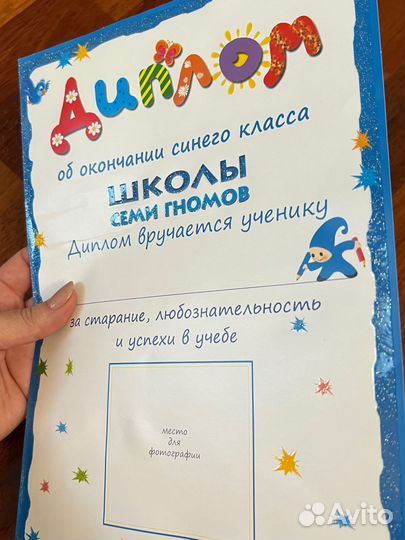 Диплом
об окончании синего класса
ШКОЛЫ
СЕМИ ГНОМОВ
Диплом вручается ученику
за старание, любознательность
и успехи в учебе
место
для
фотографии
Avito